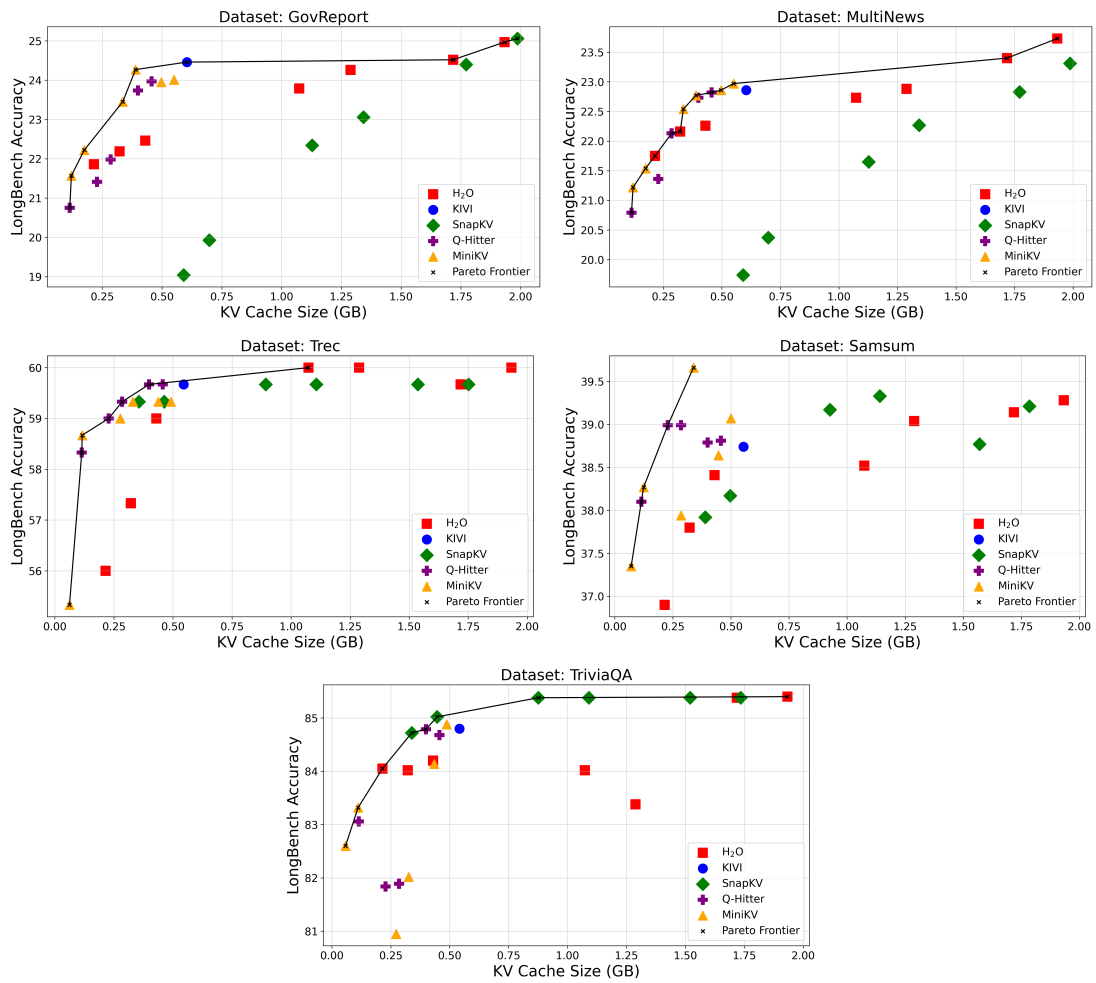 Dataset: GovReport
LongBench Accuracy
25
24
23
22
21
20
19
H₂O
KIVI
SnapKV
Q-Hitter
MiniKV
Pareto Frontier
0.25 0.50 0.75 1.00 1.25 1.50 1.75 2.00
KV Cache Size (GB)
Dataset: MultiNews
LongBench Accuracy
23.5
23.0
22.5
22.0
21.5
21.0
20.5
20.0
H₂O
KIVI
SnapKV
Q-Hitter
MiniKV
Pareto Frontier
0.25 0.50 0.75 1.00 1.25 1.50 1.75 2.00
KV Cache Size (GB)
Dataset: Trec
LongBench Accuracy
60
59
58
57
56
H₂O
KIVI
SnapKV
Q-Hitter
MiniKV
Pareto Frontier
0.00 0.25 0.50 0.75 1.00 1.25 1.50 1.75 2.00
KV Cache Size (GB)
Dataset: Samsum
LongBench Accuracy
39.5
39.0
38.5
38.0
37.5
37.0
H₂O
KIVI
SnapKV
Q-Hitter
MiniKV
Pareto Frontier
0.00 0.25 0.50 0.75 1.00 1.25 1.50 1.75 2.00
KV Cache Size (GB)
Dataset: TriviaQA
LongBench Accuracy
85
84
83
82
81
H₂O
KIVI
SnapKV
Q-Hitter
MiniKV
Pareto Frontier
0.00 0.25 0.50 0.75 1.00 1.25 1.50 1.75 2.00
KV Cache Size (GB)